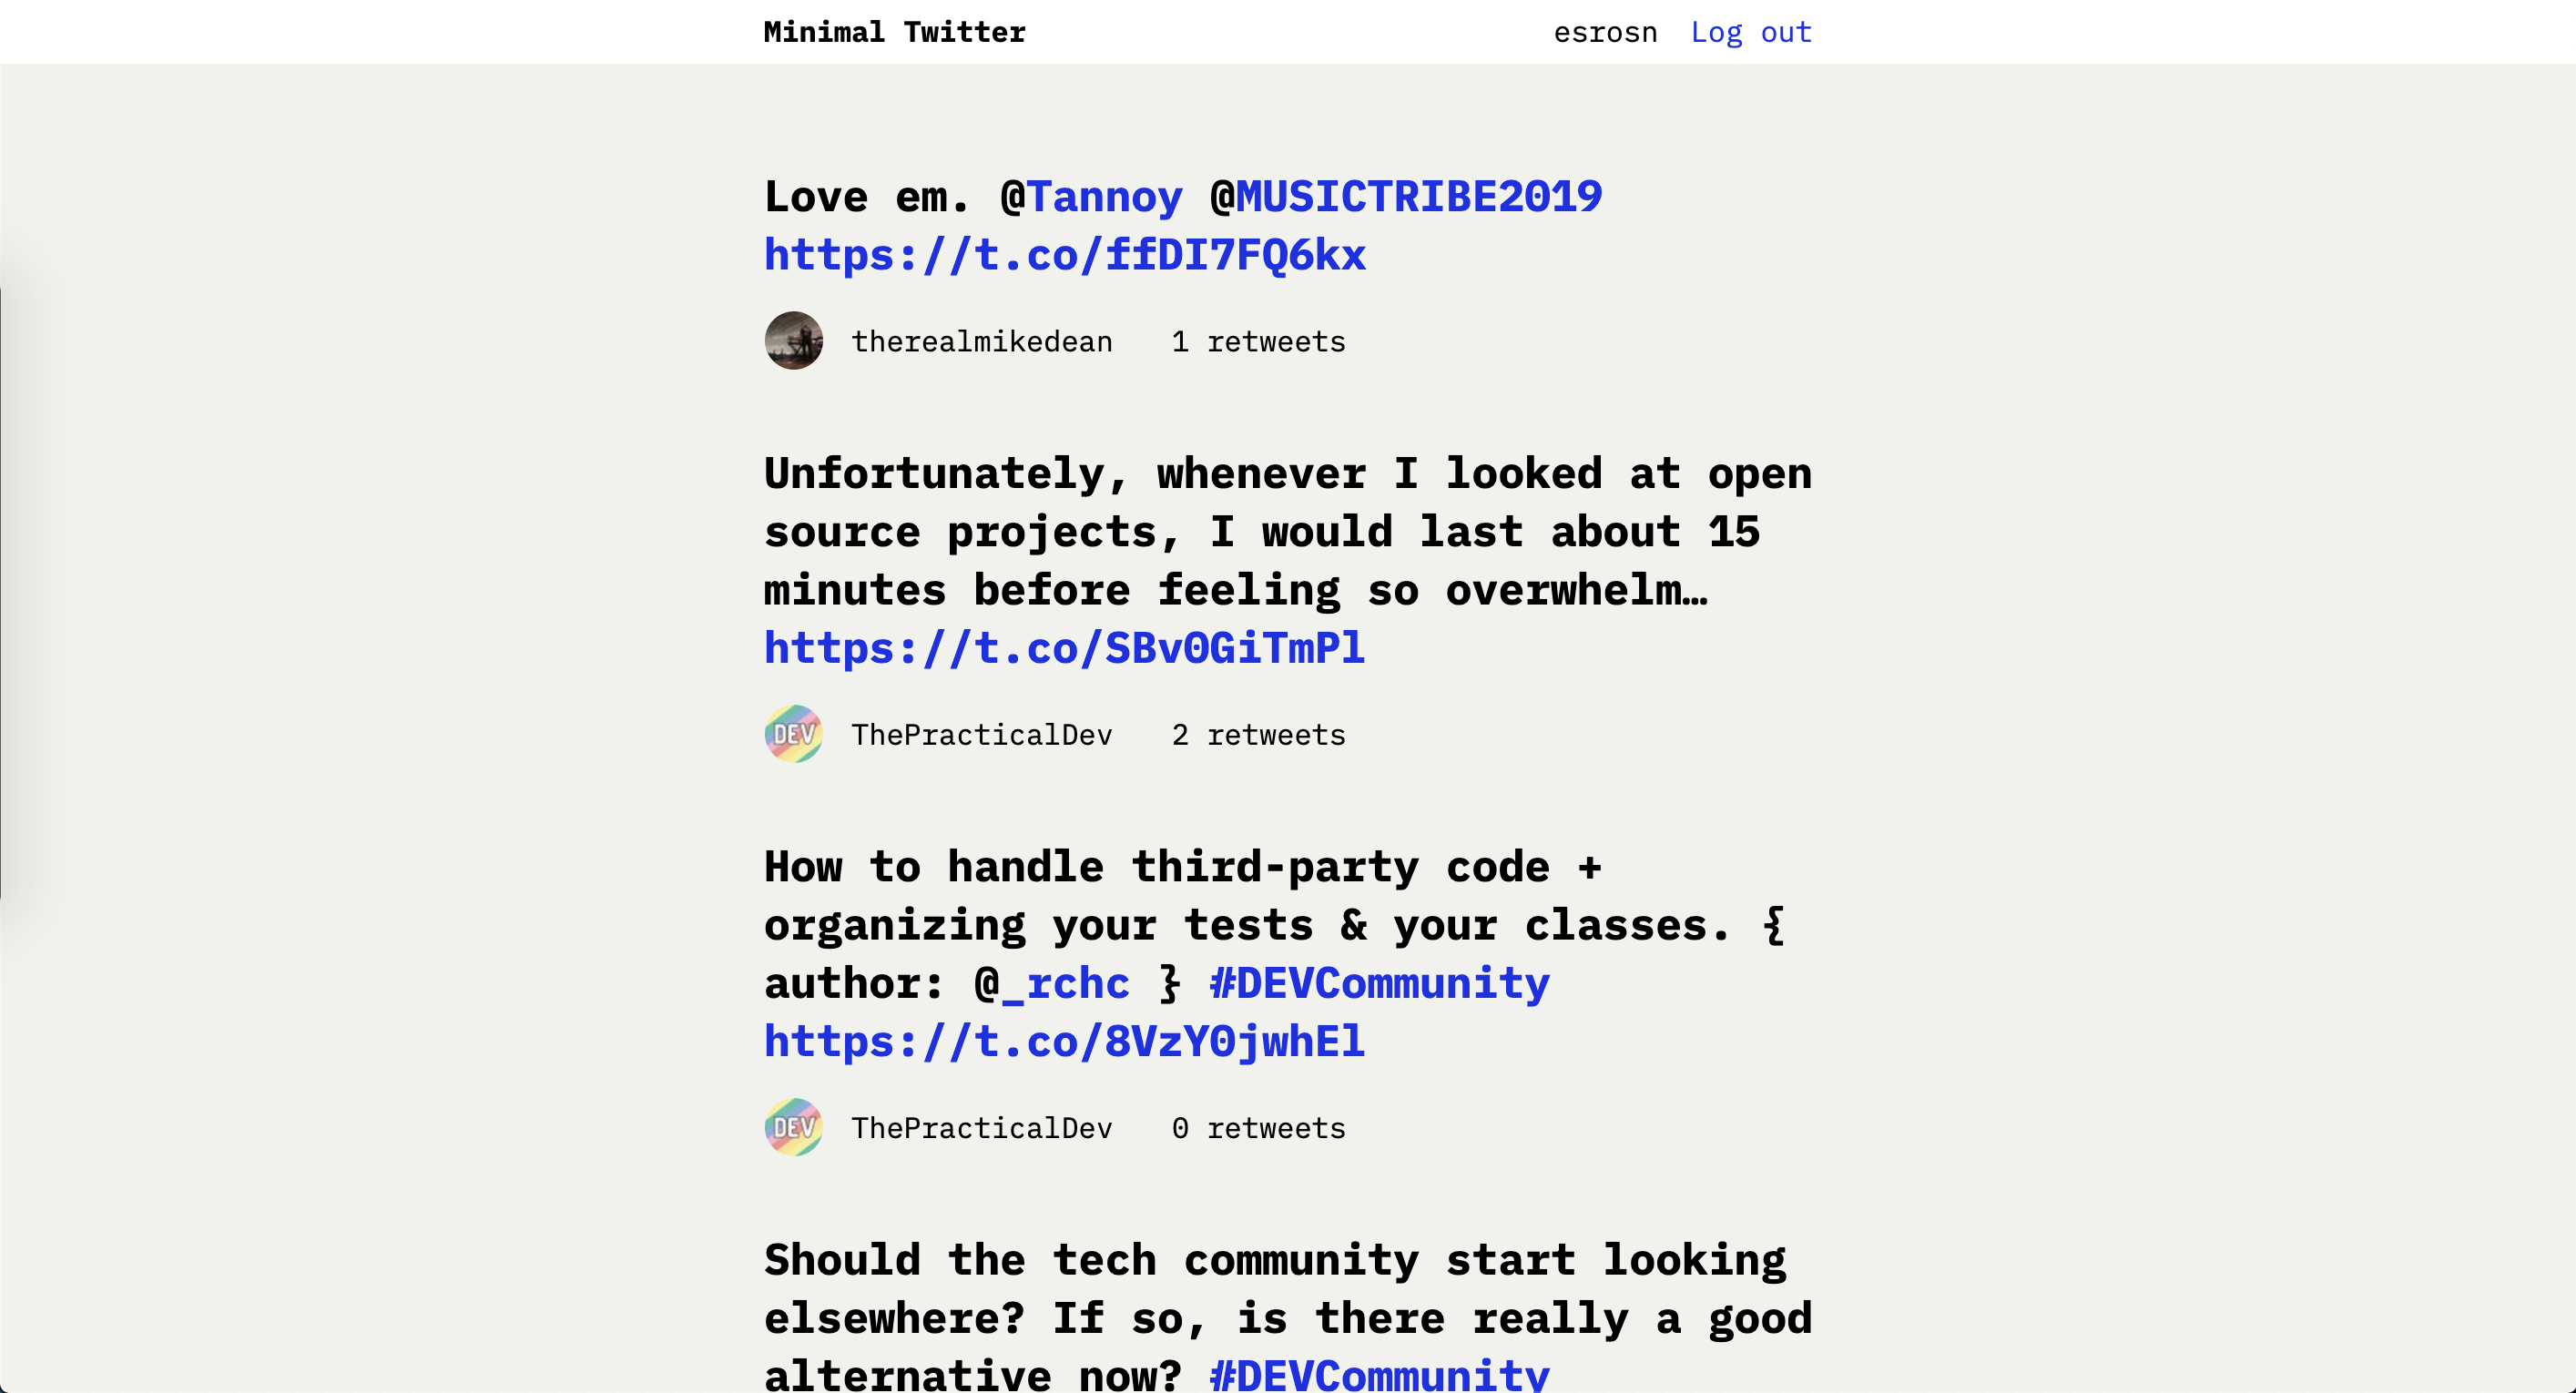 Minimal Twitter esrosn Log out
Love em. @Tannoy @MUSICTRIBE2019
https://t.co/ffDI7FQ6kx
therealmikedean 1 retweets
Unfortunately, whenever I looked at open
source projects, I would last about 15
minutes before feeling so overwhelm…
https://t.co/SBv0GiTmPl
DEV ThePracticalDev 2 retweets
How to handle third-party code +
organizing your tests & your classes. {
author: @_rchc } #DEVCommunity
https://t.co/8VzY0jwhEl
DEV ThePracticalDev 0 retweets
Should the tech community start looking
elsewhere? If so, is there really a good
alternative now? #DEVCommunity